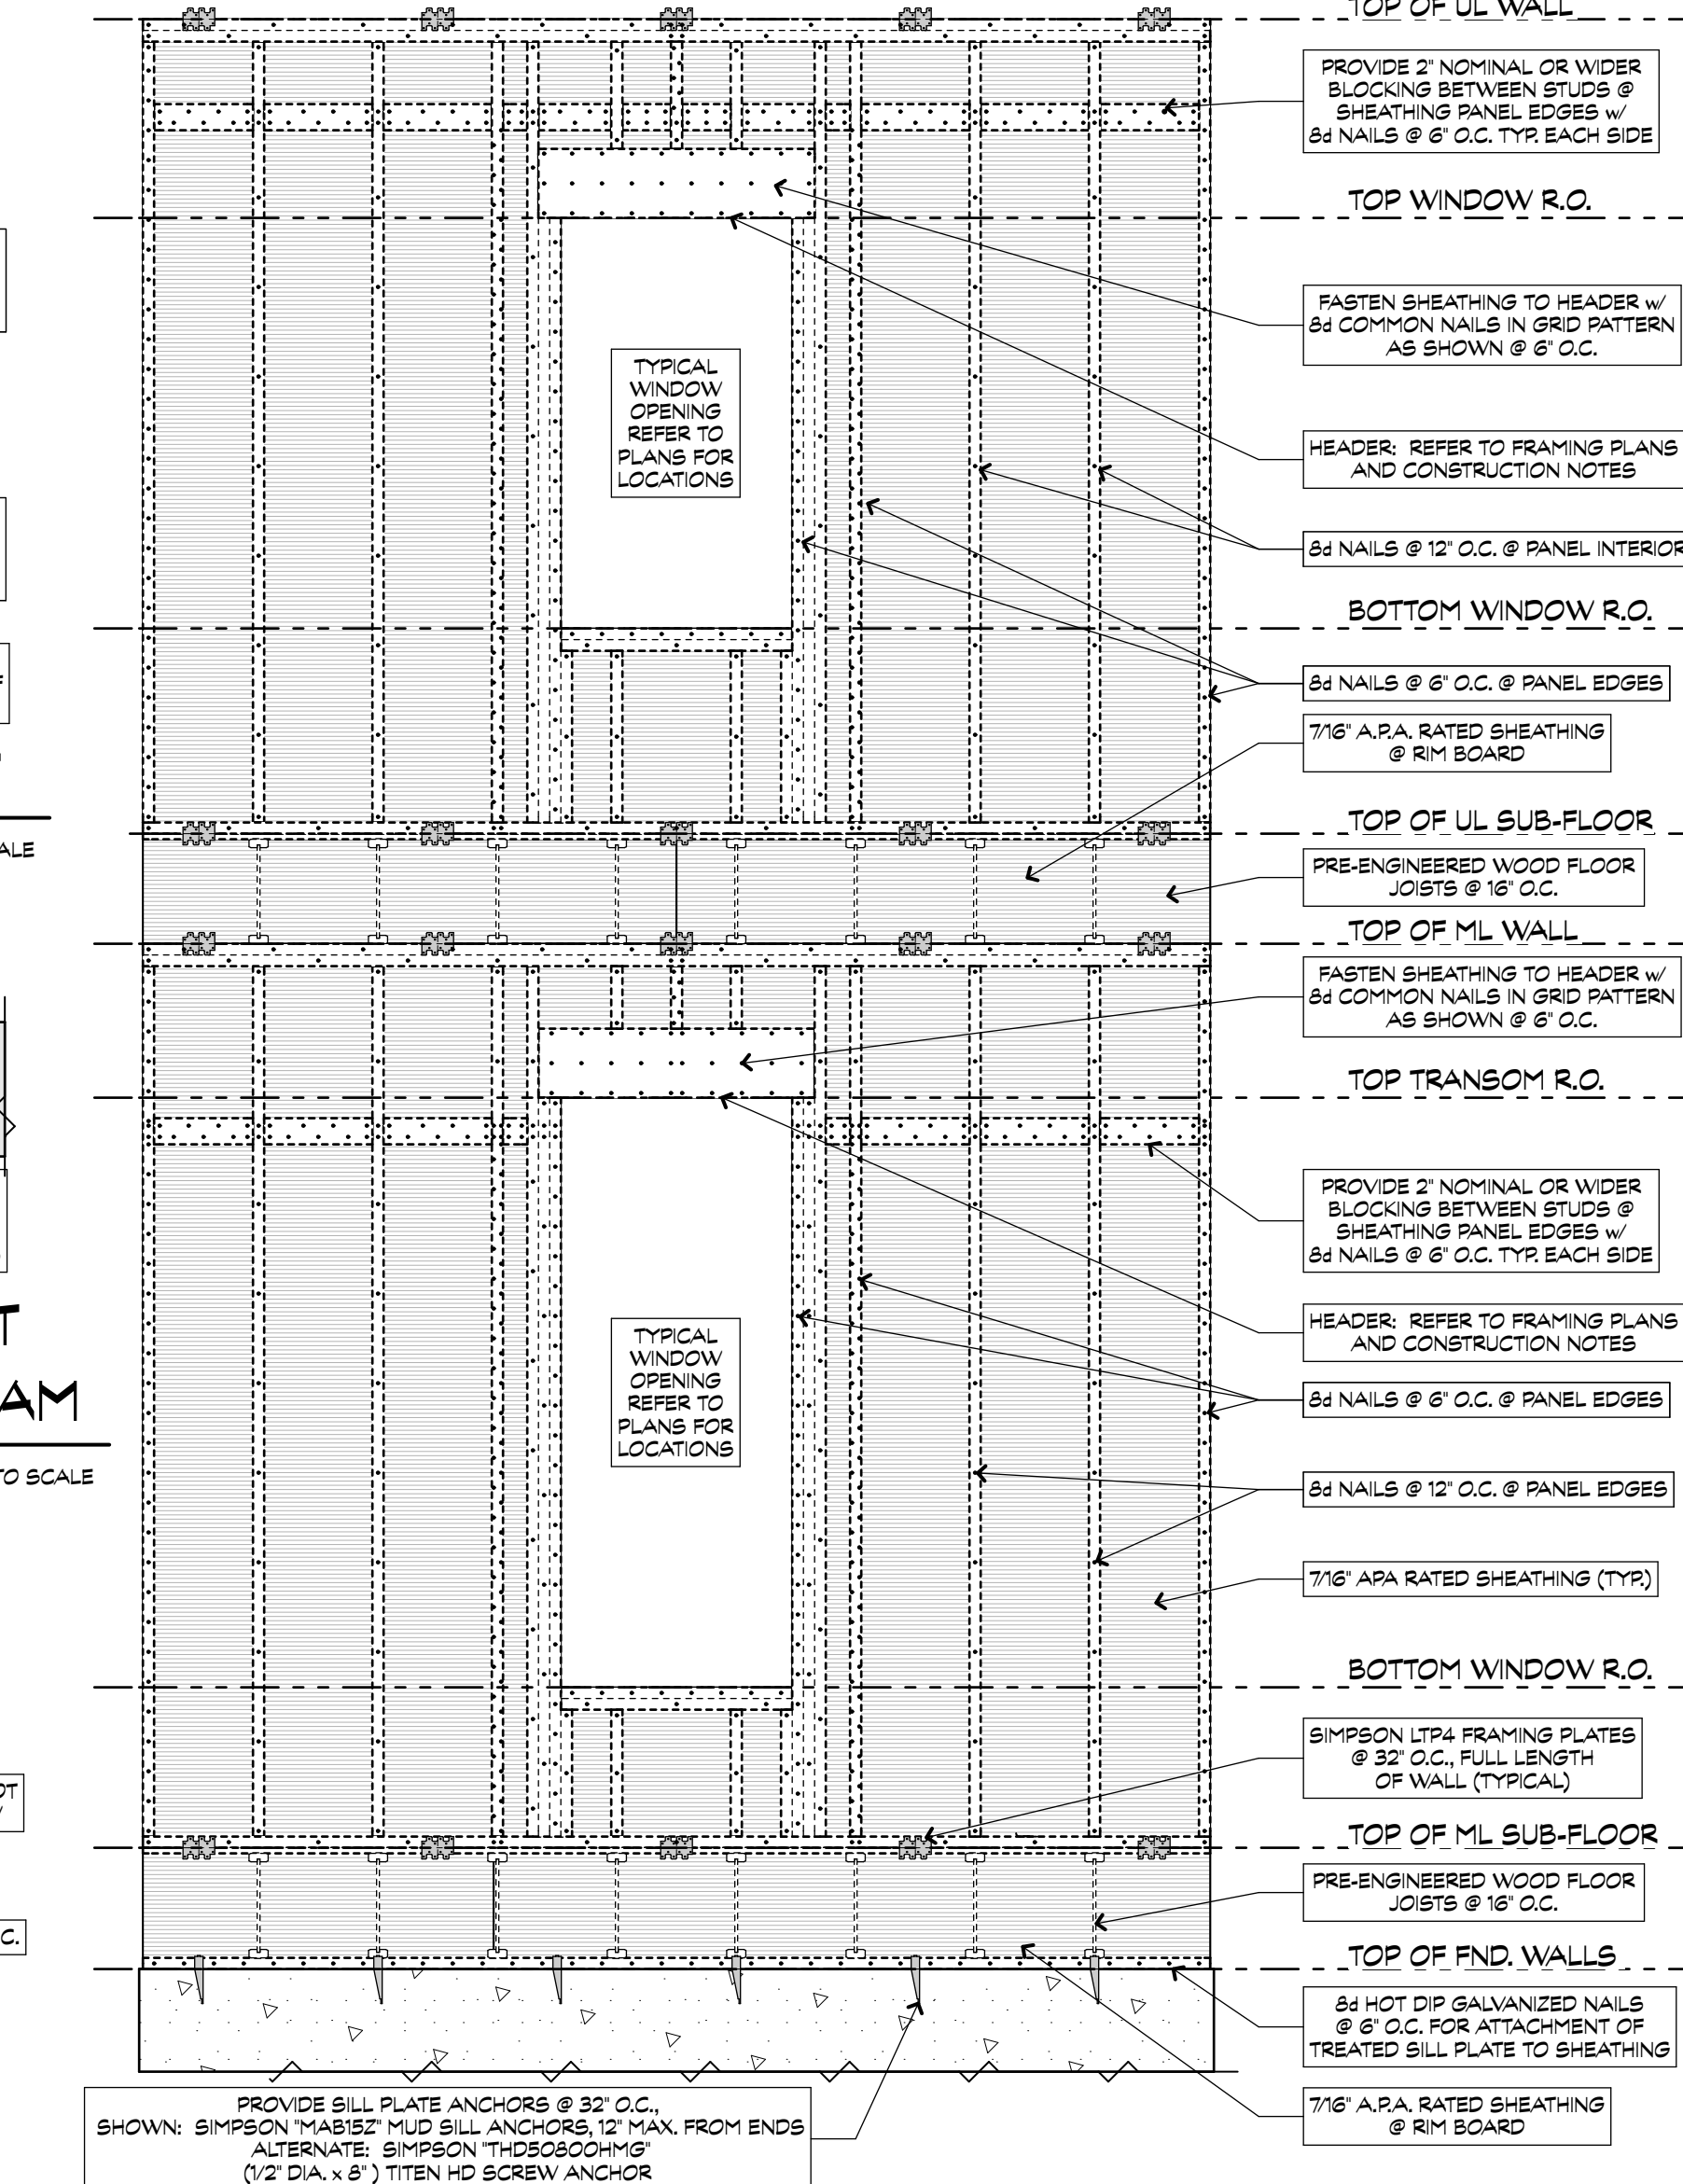 TOP OF UL WALL
PROVIDE 2" NOMINAL OR WIDER
BLOCKING BETWEEN STUDS @
SHEATHING PANEL EDGES w/
8d NAILS @ 6" O.C. TYP. EACH SIDE
TOP WINDOW R.O.
FASTEN SHEATHING TO HEADER w/
8d COMMON NAILS IN GRID PATTERN
AS SHOWN @ 6" O.C.
TYPICAL
WINDOW
OPENING
REFER TO
PLANS FOR
LOCATIONS
HEADER: REFER TO FRAMING PLANS
AND CONSTRUCTION NOTES
8d NAILS @ 12" O.C. @ PANEL INTERIOR
BOTTOM WINDOW R.O.
8d NAILS @ 6" O.C. @ PANEL EDGES
7/16" A.P.A. RATED SHEATHING
@ RIM BOARD
TOP OF UL SUB-FLOOR
ALE
PRE-ENGINEERED WOOD FLOOR
JOISTS @ 16" O.C.
TOP OF ML WALL
FASTEN SHEATHING TO HEADER w/
8d COMMON NAILS IN GRID PATTERN
AS SHOWN @ 6" O.C.
TOP TRANSOM R.O.
PROVIDE 2" NOMINAL OR WIDER
BLOCKING BETWEEN STUDS @
SHEATHING PANEL EDGES w/
8d NAILS @ 6" O.C. TYP. EACH SIDE
T
HEADER: REFER TO FRAMING PLANS
AND CONSTRUCTION NOTES
TYPICAL
WINDOW
OPENING
REFER TO
PLANS FOR
LOCATIONS
AM
8d NAILS @ 6" O.C. @ PANEL EDGES
TO SCALE
8d NAILS @ 12" O.C. @ PANEL EDGES
7/16" APA RATED SHEATHING (TYP.)
BOTTOM WINDOW R.O.
SIMPSON LTP4 FRAMING PLATES
@ 32" O.C., FULL LENGTH
OF WALL (TYPICAL)
OT
TOP OF ML SUB-FLOOR
PRE-ENGINEERED WOOD FLOOR
JOISTS @ 16" O.C.
C.
TOP OF FND. WALLS
8d HOT DIP GALVANIZED NAILS
@ 6" O.C. FOR ATTACHMENT OF
TREATED SILL PLATE TO SHEATHING
7/16" A.P.A. RATED SHEATHING
@ RIM BOARD
PROVIDE SILL PLATE ANCHORS @ 32" O.C.,
SHOWN: SIMPSON "MAB15Z" MUD SILL ANCHORS, 12" MAX. FROM ENDS
ALTERNATE: SIMPSON "THD50800HMG"
(1/2" DIA. x 8" ) TITEN HD SCREW ANCHOR